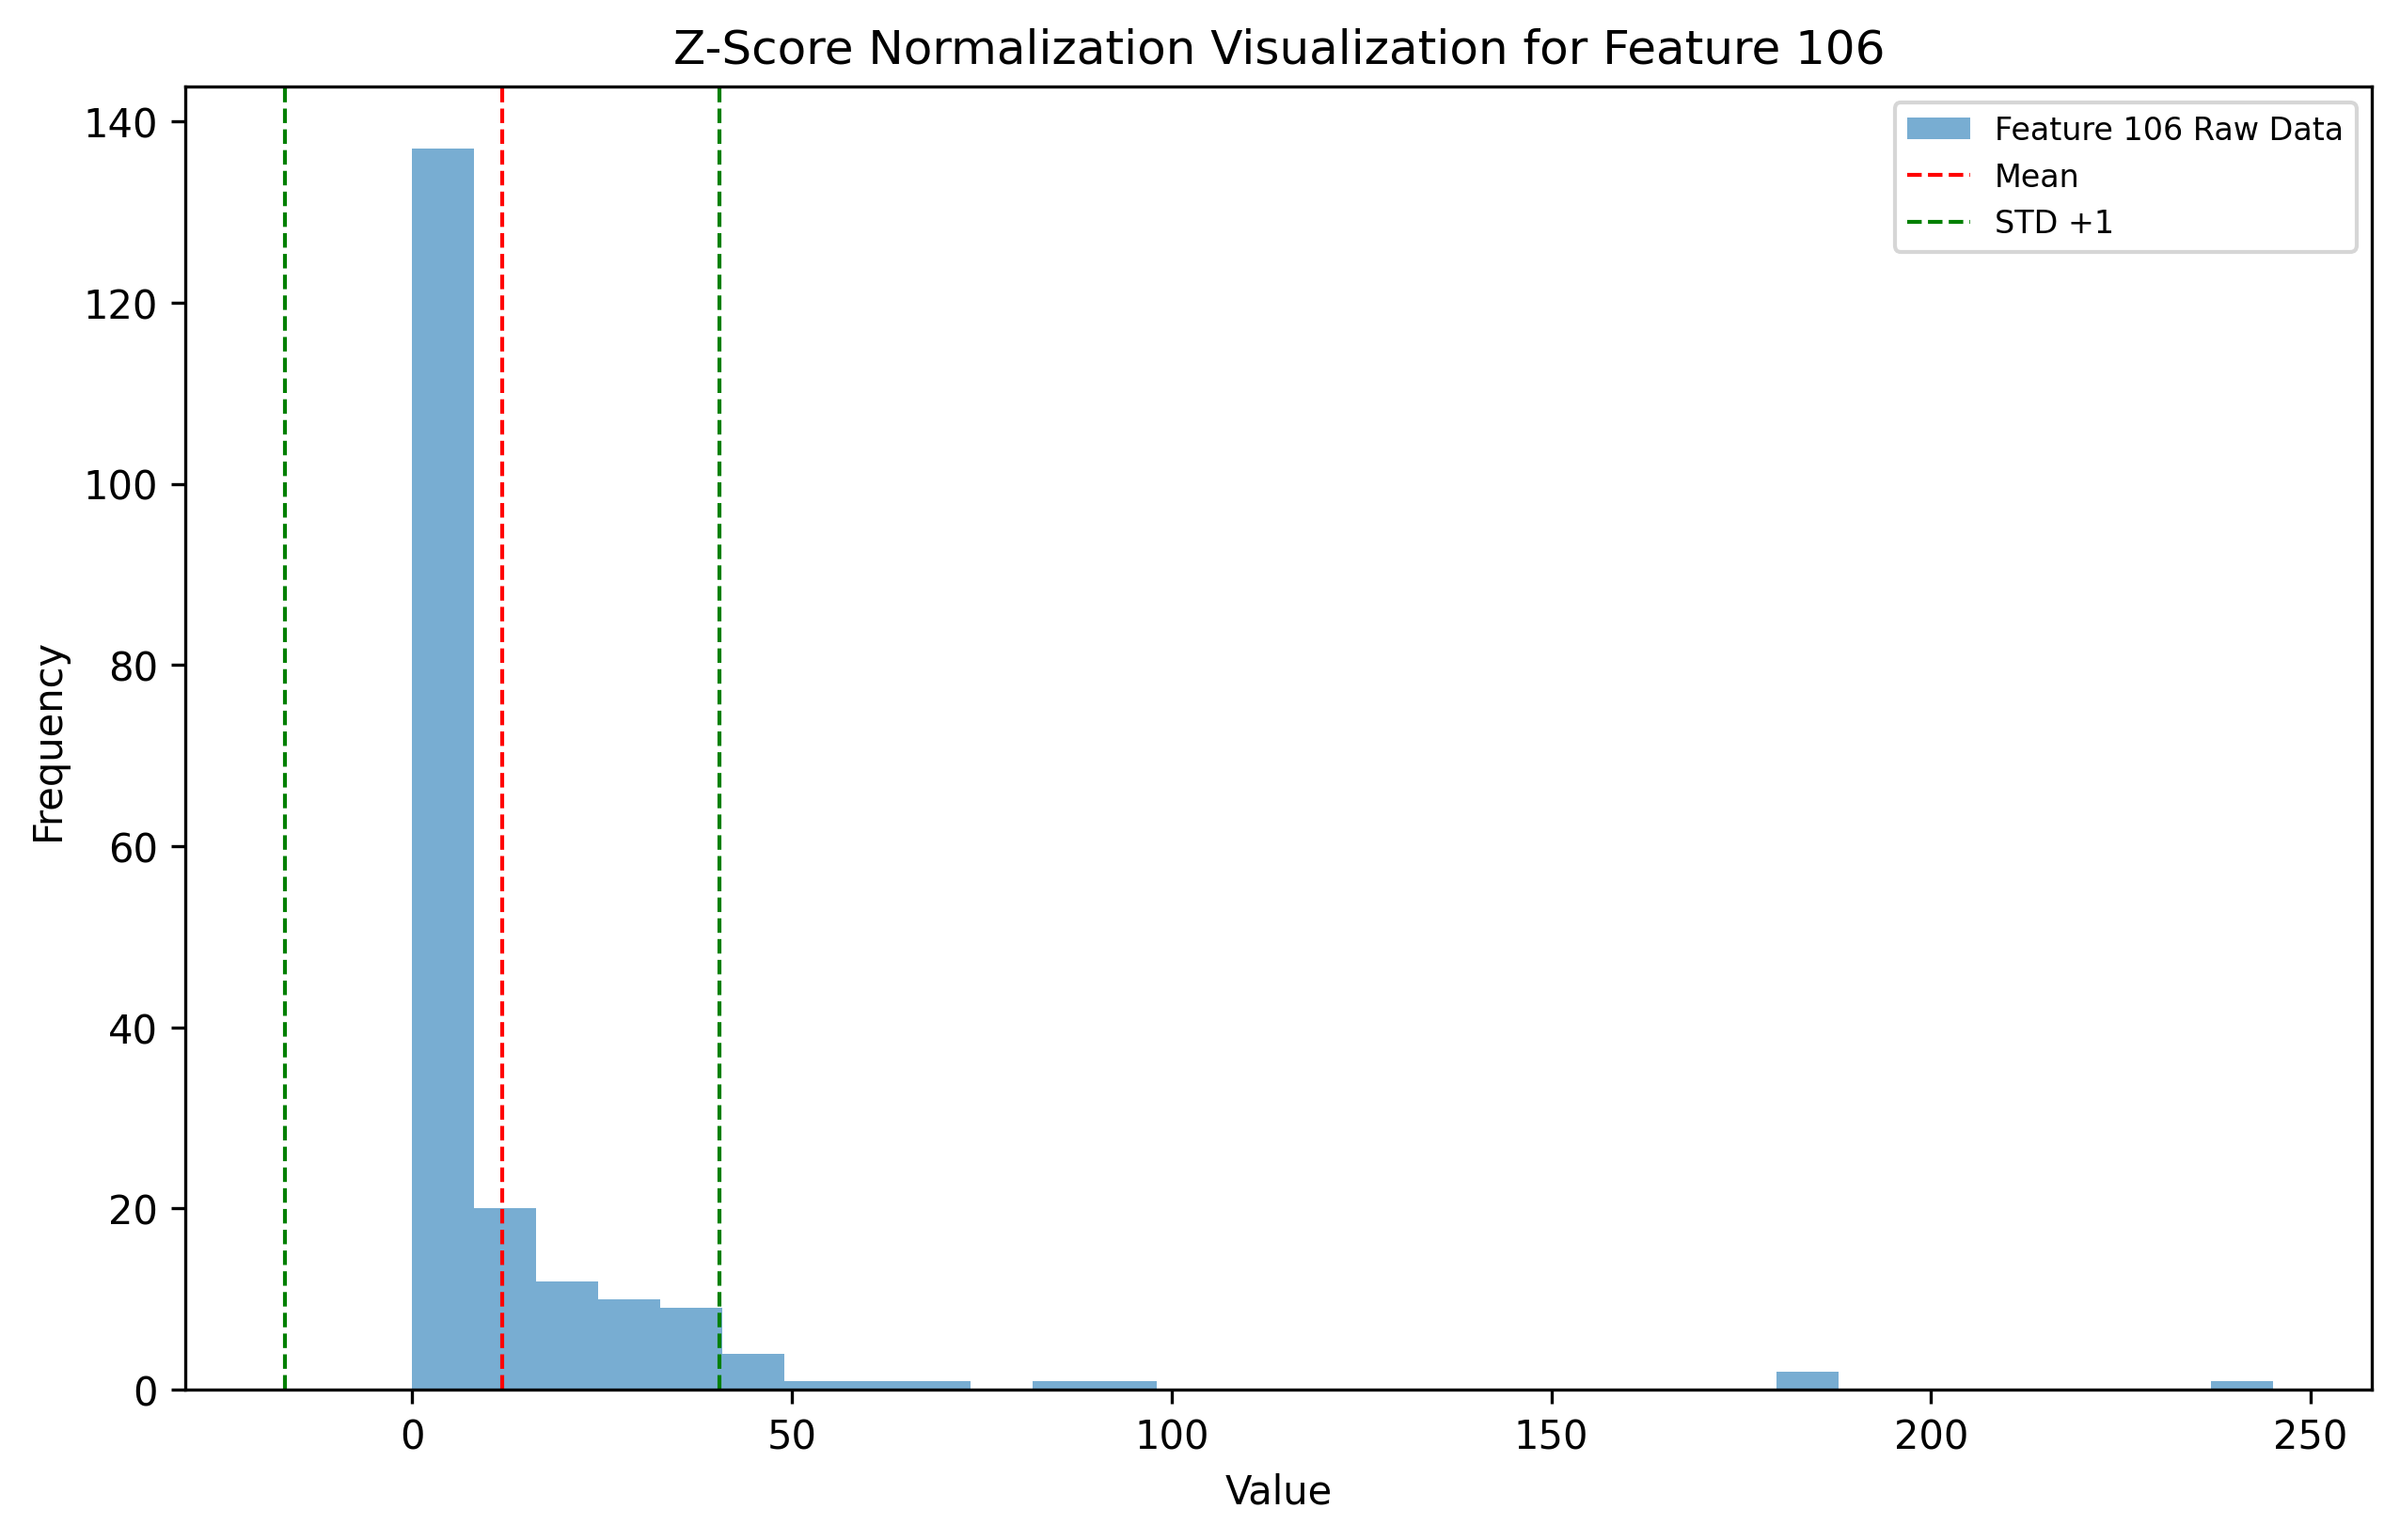 Z-Score Normalization Visualization for Feature 106
Feature 106 Raw Data
Mean
STD +1
140
120
100
80
60
40
20
0
Frequency
0 50 100 150 200 250
Value